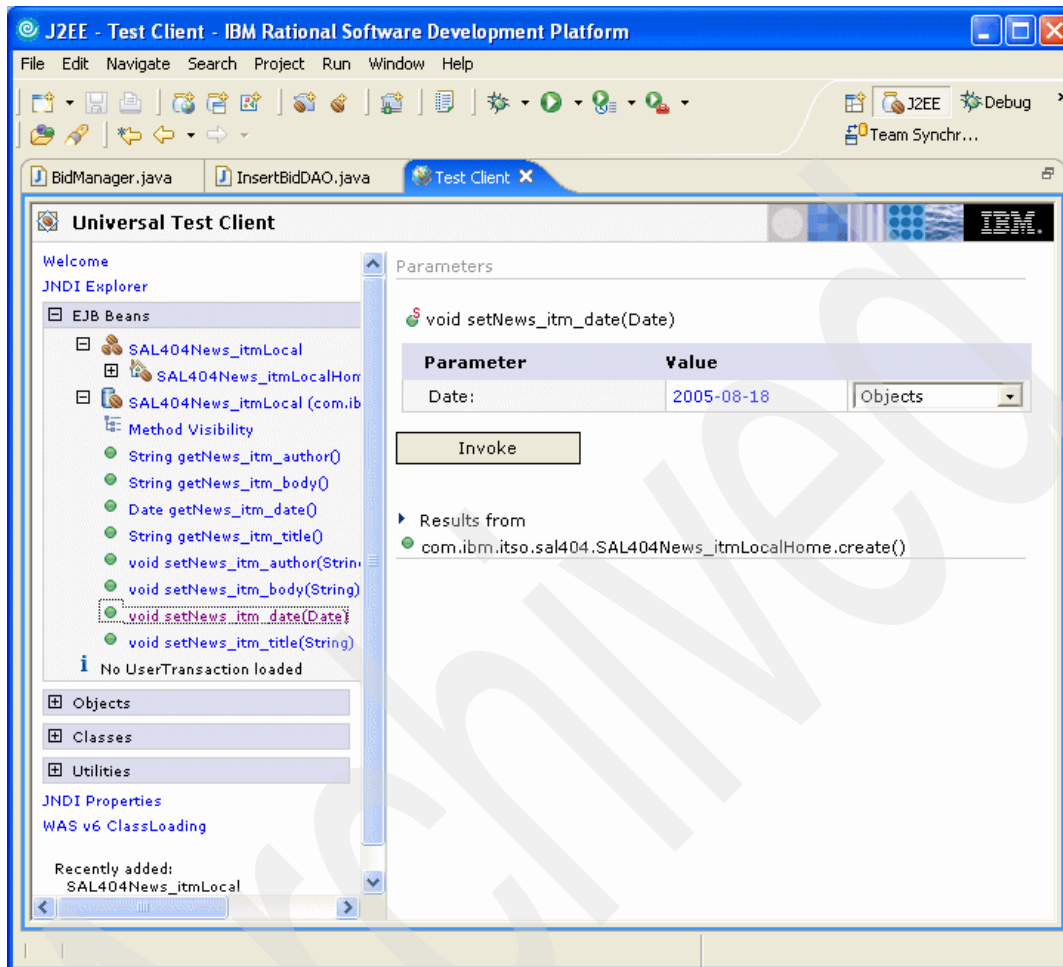 J2EE - Test Client - IBM Rational Software Development Platform
File Edit Navigate Search Project Run Window Help
J2EE Debug
Team Synchr...
BidManager.java InsertBidDAO.java Test Client
Universal Test Client IBM.
Welcome
JNDI Explorer
EJB Beans
SAL404News_itmLocal
SAL404News_itmLocalHom
SAL404News_itmLocal (com.ib
Method Visibility
String getNews_itm_author()
String getNews_itm_body()
Date getNews_itm_date()
String getNews_itm_title()
void setNews_itm_author(Strin
void setNews_itm_body(String)
void setNews_itm_date(Date)
void setNews_itm_title(String)
No UserTransaction loaded
Objects
Classes
Utilities
JNDI Properties
WAS v6 ClassLoading
Recently added:
SAL404News_itmLocal
Parameters
void setNews_itm_date(Date)
Parameter Value
Date: 2005-08-18 Objects
Invoke
Results from
com.ibm.itso.sal404.SAL404News_itmLocalHome.create()
Archived